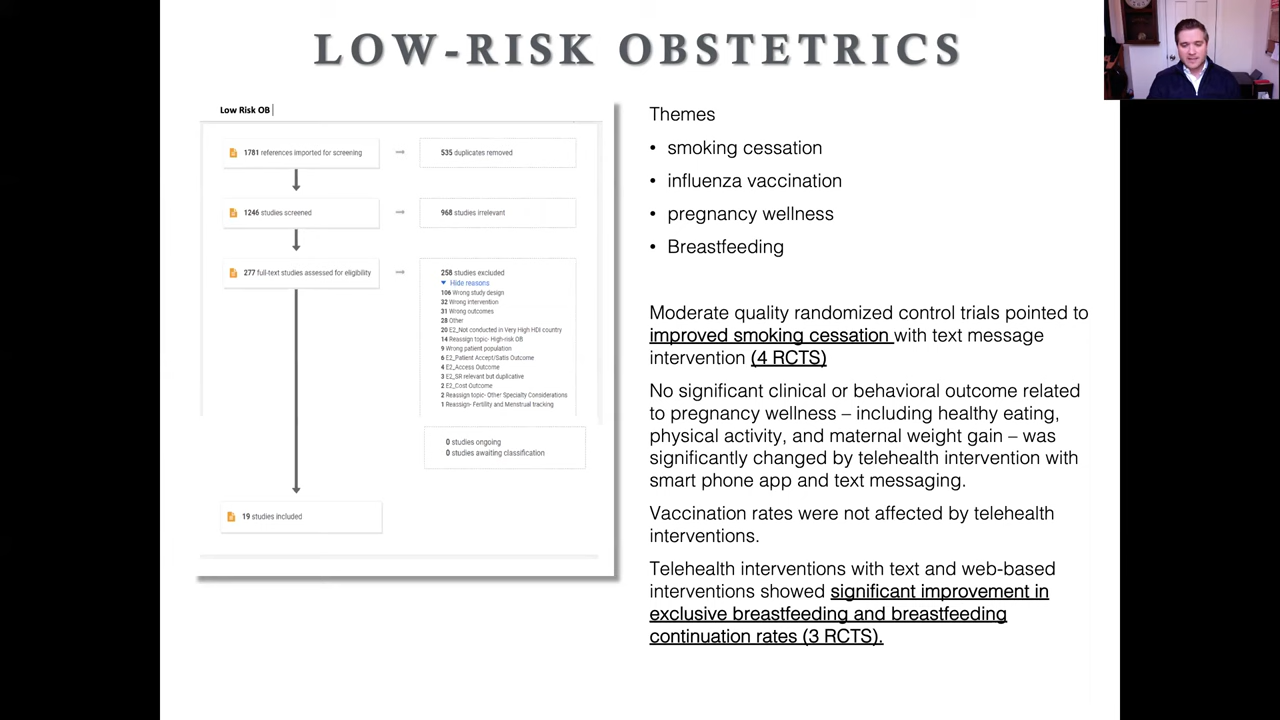 LOW-RISK OBSTETRICS
Low Risk OB
1781 references imported for screening
535 duplicates removed
1246 studies screened
968 studies irrelevant
277 full-text studies assessed for eligibility
258 studies excluded
Hide reasons
106 Wrong study design
32 Wrong intervention
31 Wrong outcomes
28 Other
20 E2_Not conducted in Very High HDI country
14 Reassign topic- High-risk OB
9 Wrong patient population
6 E2_Patient Accept/Satis Outcome
4 E2_Access Outcome
3 E2_SR relevant but duplicative
2 E2_Cost Outcome
2 Reassign topic- Other Specialty Considerations
1 Reassign- Fertility and Menstrual tracking
0 studies ongoing
0 studies awaiting classification
19 studies included
Themes
• smoking cessation
• influenza vaccination
• pregnancy wellness
• Breastfeeding
Moderate quality randomized control trials pointed to
improved smoking cessation with text message
intervention (4 RCTS)
No significant clinical or behavioral outcome related
to pregnancy wellness – including healthy eating,
physical activity, and maternal weight gain – was
significantly changed by telehealth intervention with
smart phone app and text messaging.
Vaccination rates were not affected by telehealth
interventions.
Telehealth interventions with text and web-based
interventions showed significant improvement in
exclusive breastfeeding and breastfeeding
continuation rates (3 RCTS).